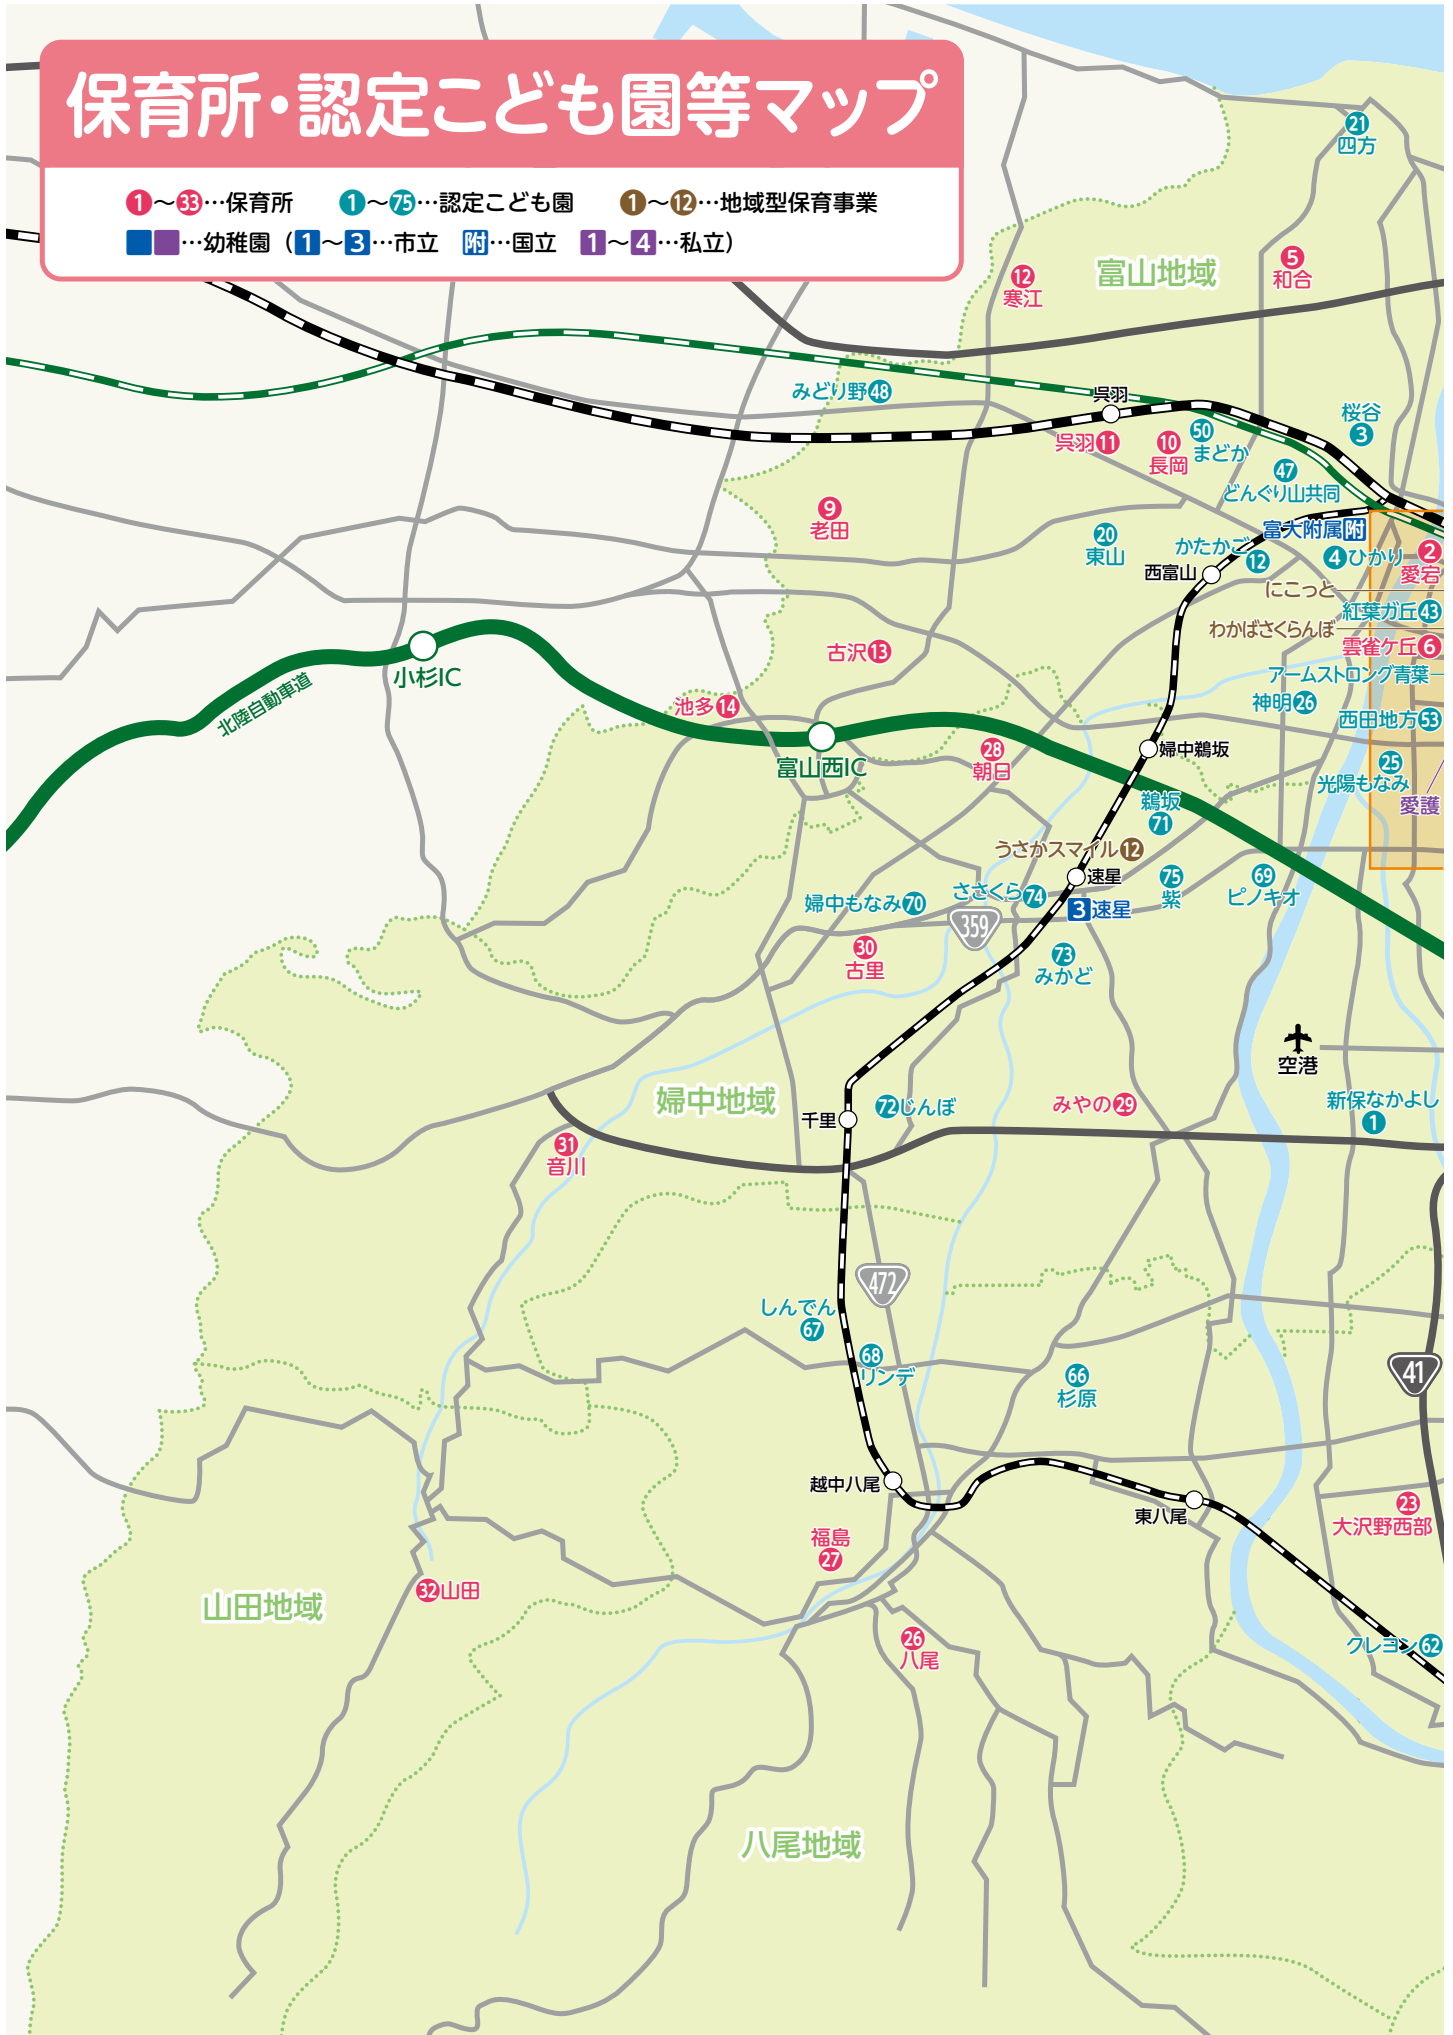 保育所・認定こども園等マップ
1～33…保育所　1～75…認定こども園　1～12…地域型保育事業
…幼稚園（1～3…市立　附…国立　1～4…私立）
21
四方
富山地域
5
和合
12
寒江
みどり野48
呉羽
呉羽11
10
長岡
50
まどか
桜谷
3
47
どんぐり山共同
9
老田
20
東山
富大附属附
かたかご
12
4ひかり
2
愛宕
西富山
にこっと
紅葉ガ丘43
わかばさくらんぼ
雲雀ケ丘6
アームストロング青葉
小杉IC
北陸自動車道
古沢13
池多14
神明26
西田地方53
富山西IC
28
朝日
婦中鵜坂
25
光陽もなみ
愛護
鵜坂
71
うさかスマイル12
速星
ささくら74
婦中もなみ70
75
紫
69
ピノキオ
3速星
359
30
古里
73
みかど
空港
婦中地域
72じんぼ
みやの29
新保なかよし
1
千里
31
音川
472
しんでん
67
68
リンデ
66
杉原
41
越中八尾
東八尾
23
大沢野西部
福島
27
32山田
山田地域
26
八尾
クレヨン62
八尾地域